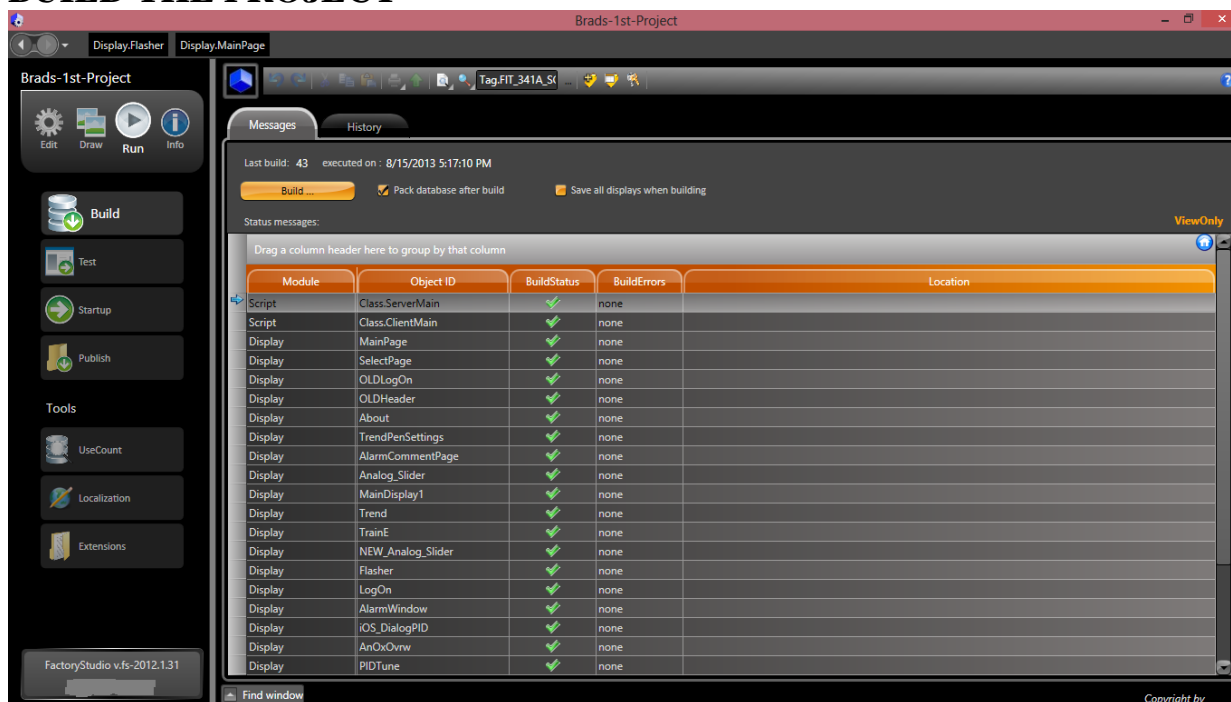 BUILD THE PROJECT
Brads-1st-Project
Display.Flasher Display.MainPage
Brads-1st-Project
Edit Draw Run Info
Build
Test
Startup
Publish
Tools
UseCount
Localization
Extensions
FactoryStudio v.fs-2012.1.31
Tag.FIT_341A_S ...
Messages History
Last build: 43 executed on : 8/15/2013 5:17:10 PM
Build ... Pack database after build Save all displays when building
Status messages: ViewOnly
Drag a column header here to group by that column
Module Object ID BuildStatus BuildErrors Location
Script Class.ServerMain none
Script Class.ClientMain none
Display MainPage none
Display SelectPage none
Display OLDLogOn none
Display OLDHeader none
Display About none
Display TrendPenSettings none
Display AlarmCommentPage none
Display Analog_Slider none
Display MainDisplay1 none
Display Trend none
Display TrainE none
Display NEW_Analog_Slider none
Display Flasher none
Display LogOn none
Display AlarmWindow none
Display iOS_DialogPID none
Display AnOxOvrw none
Display PIDTune none
Find window
Copyright by